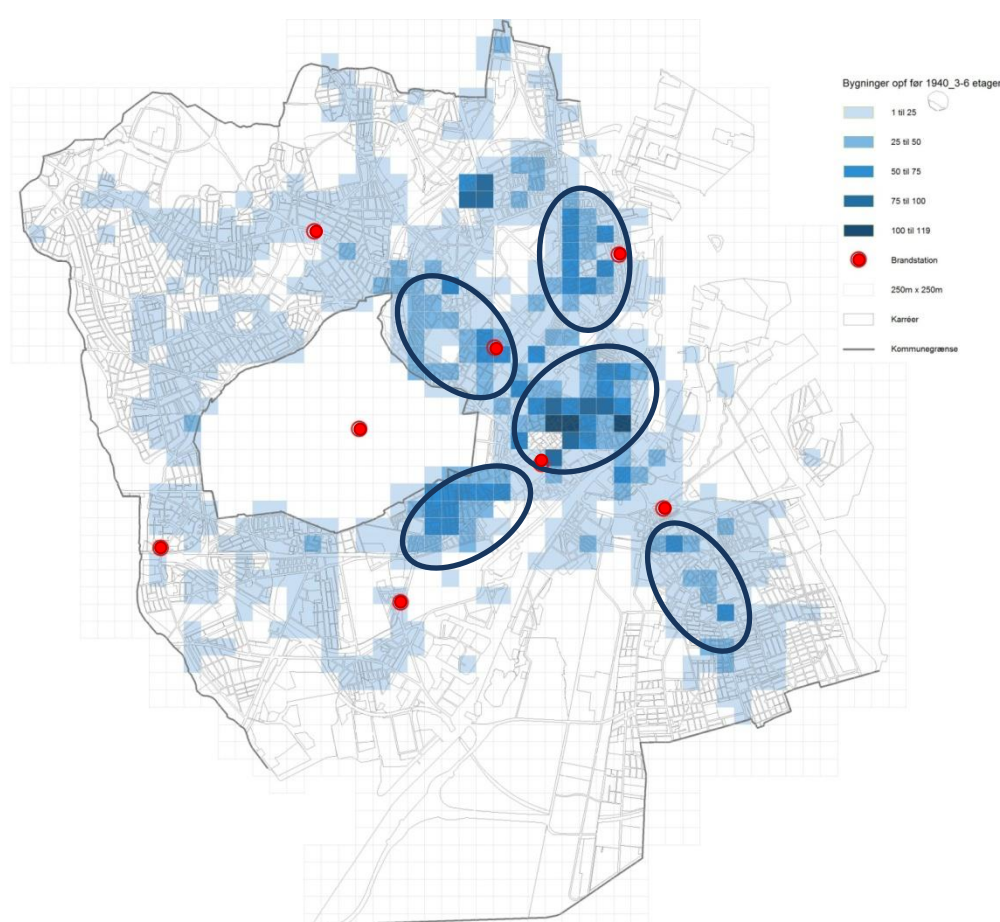 Bygninger opf før 1940_3-6 etager
1 til 25
25 til 50
50 til 75
75 til 100
100 til 119
Brandstation
250m x 250m
Karréer
Kommunegrænse